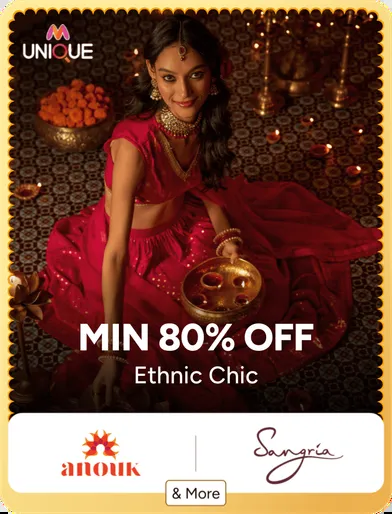 UNIQUE
MIN 80% OFF
Ethnic Chic
anouk
Sangria
& More